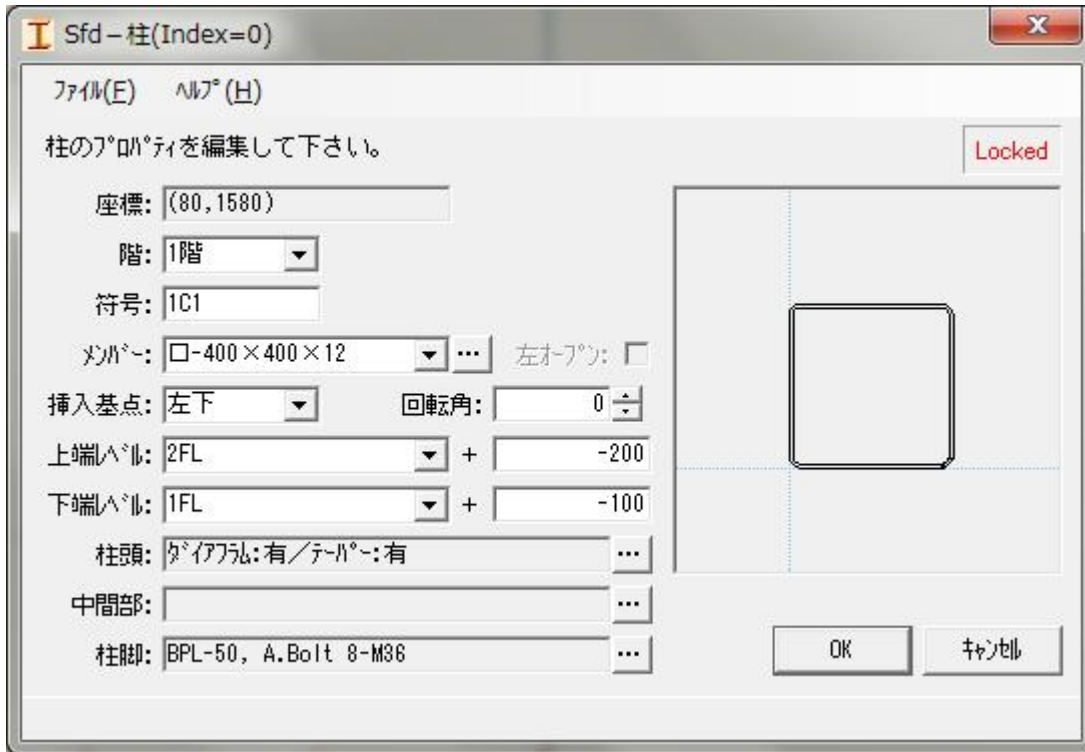 Sfd－柱(Index=0)
ﾌｧｲﾙ(F) ﾍﾙﾌﾟ(H)
柱のﾌﾟﾛﾊﾟﾃｨを編集して下さい。
Locked
座標: (80,1580)
階: 1階
符号: 1C1
ﾒﾝﾊﾞｰ: ロ-400×400×12 ... 左ｵｰﾌﾟﾝ:
挿入基点: 左下 回転角: 0
上端ﾚﾍﾞﾙ: 2FL + -200
下端ﾚﾍﾞﾙ: 1FL + -100
柱頭: ﾀﾞｲｱﾌﾗﾑ:有／ﾃｰﾊﾟｰ:有 ...
中間部: ...
柱脚: BPL-50, A.Bolt 8-M36 ...
OK ｷｬﾝｾﾙ